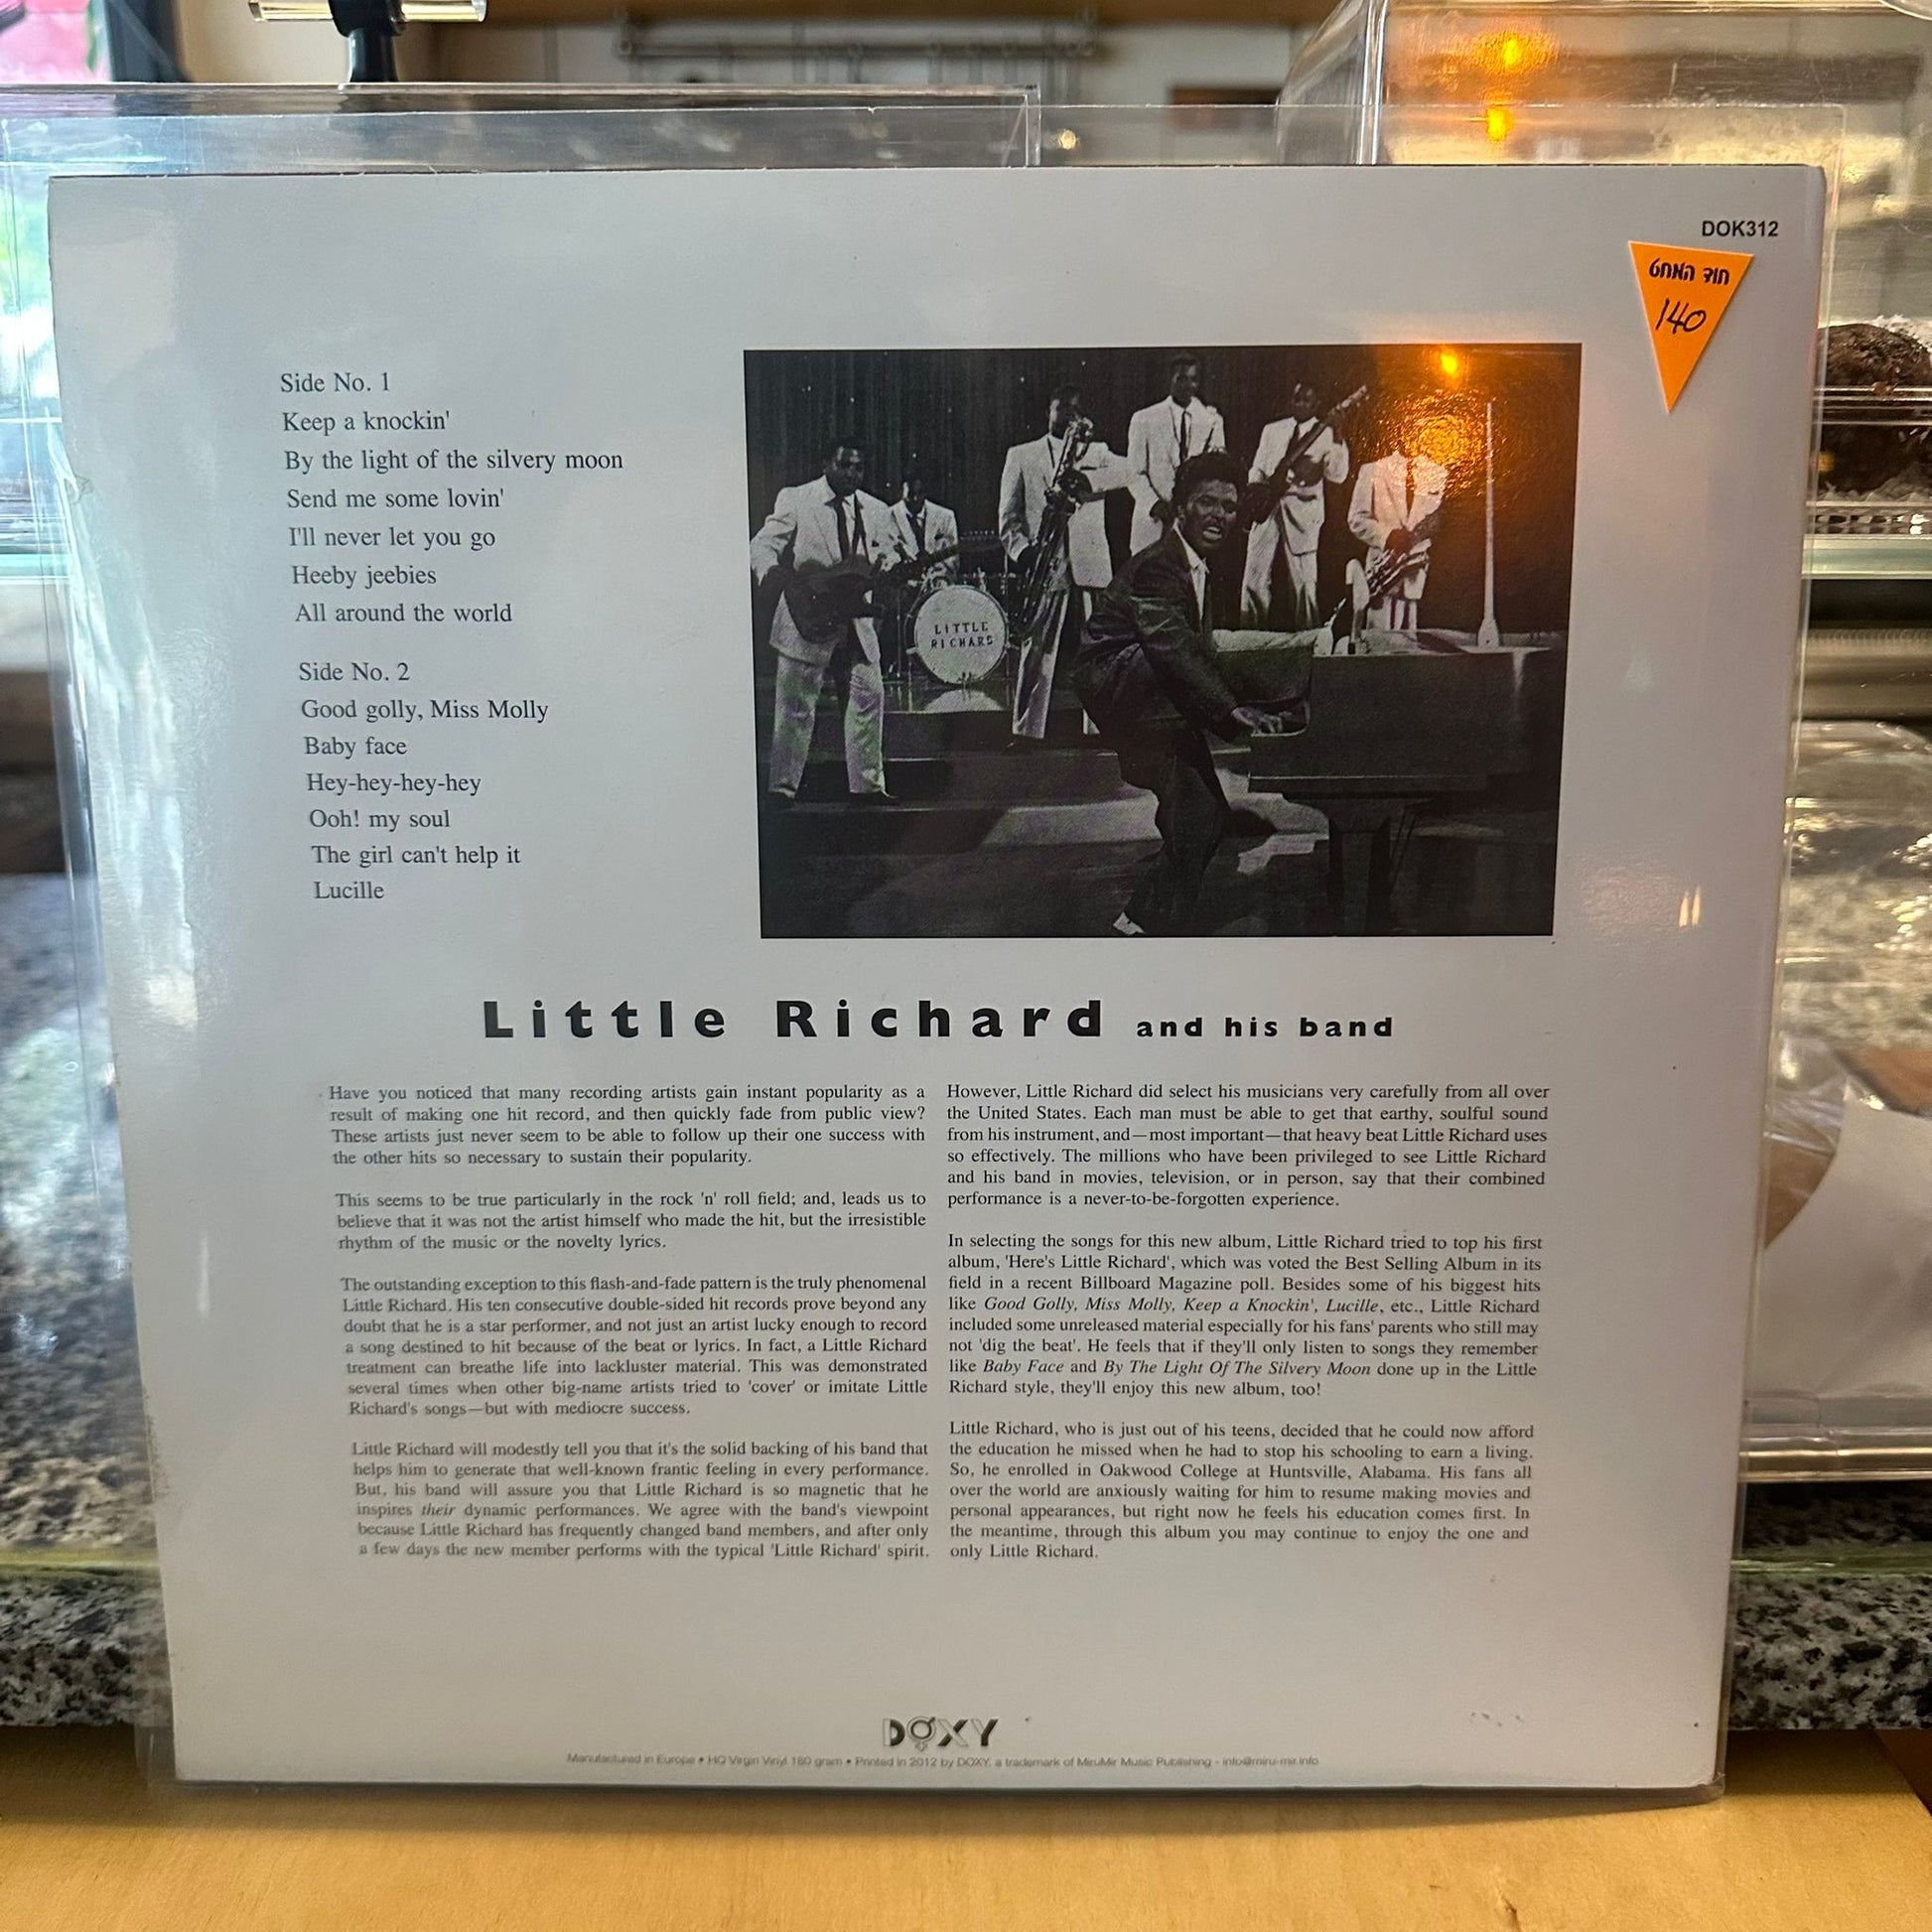 DOK312
חוד המחט
140
Side No. 1
Keep a knockin'
By the light of the silvery moon
Send me some lovin'
I'll never let you go
Heeby jeebies
All around the world
Side No. 2
Good golly, Miss Molly
Baby face
Hey-hey-hey-hey
Ooh! my soul
The girl can't help it
Lucille
LITTLE
RICHARD
Little Richard and his band
Have you noticed that many recording artists gain instant popularity as a
result of making one hit record, and then quickly fade from public view?
These artists just never seem to be able to follow up their one success with
the other hits so necessary to sustain their popularity.
This seems to be true particularly in the rock 'n' roll field; and, leads us to
believe that it was not the artist himself who made the hit, but the irresistible
rhythm of the music or the novelty lyrics.
The outstanding exception to this flash-and-fade pattern is the truly phenomenal
Little Richard. His ten consecutive double-sided hit records prove beyond any
doubt that he is a star performer, and not just an artist lucky enough to record
a song destined to hit because of the beat or lyrics. In fact, a Little Richard
treatment can breathe life into lackluster material. This was demonstrated
several times when other big-name artists tried to 'cover' or imitate Little
Richard's songs—but with mediocre success.
Little Richard will modestly tell you that it's the solid backing of his band that
helps him to generate that well-known frantic feeling in every performance.
But, his band will assure you that Little Richard is so magnetic that he
inspires their dynamic performances. We agree with the band's viewpoint
because Little Richard has frequently changed band members, and after only
a few days the new member performs with the typical 'Little Richard' spirit.
However, Little Richard did select his musicians very carefully from all over
the United States. Each man must be able to get that earthy, soulful sound
from his instrument, and—most important—that heavy beat Little Richard uses
so effectively. The millions who have been privileged to see Little Richard
and his band in movies, television, or in person, say that their combined
performance is a never-to-be-forgotten experience.
In selecting the songs for this new album, Little Richard tried to top his first
album, 'Here's Little Richard', which was voted the Best Selling Album in its
field in a recent Billboard Magazine poll. Besides some of his biggest hits
like Good Golly, Miss Molly, Keep a Knockin', Lucille, etc., Little Richard
included some unreleased material especially for his fans' parents who still may
not 'dig the beat'. He feels that if they'll only listen to songs they remember
like Baby Face and By The Light Of The Silvery Moon done up in the Little
Richard style, they'll enjoy this new album, too!
Little Richard, who is just out of his teens, decided that he could now afford
the education he missed when he had to stop his schooling to earn a living.
So, he enrolled in Oakwood College at Huntsville, Alabama. His fans all
over the world are anxiously waiting for him to resume making movies and
personal appearances, but right now he feels his education comes first. In
the meantime, through this album you may continue to enjoy the one and
only Little Richard.
DOXY
Manufactured in Europe • HQ Virgin Vinyl 180 gram • Printed in 2012 by DOXY, a trademark of MiruMir Music Publishing - info@miru-mir.info